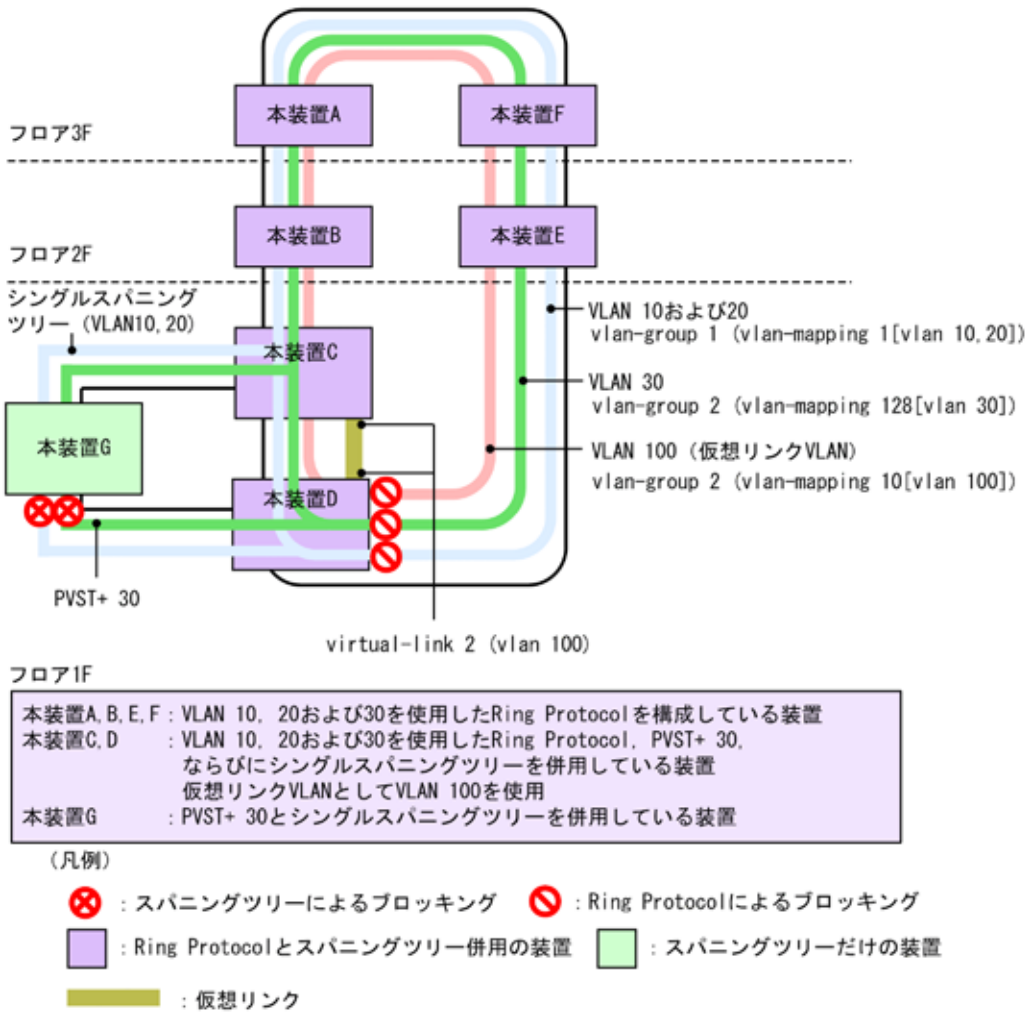 本装置A
本装置F
フロア3F
本装置B
本装置E
フロア2F
シングルスパニング
ツリー (VLAN10,20)
本装置C
VLAN 10および20
vlan-group 1 (vlan-mapping 1[vlan 10,20])
VLAN 30
vlan-group 2 (vlan-mapping 128[vlan 30])
本装置G
VLAN 100 (仮想リンクVLAN)
vlan-group 2 (vlan-mapping 10[vlan 100])
本装置D
PVST+ 30
virtual-link 2 (vlan 100)
フロア1F
本装置A,B,E,F : VLAN 10, 20および30を使用したRing Protocolを構成している装置
本装置C,D : VLAN 10, 20および30を使用したRing Protocol, PVST+ 30,
ならびにシングルスパニングツリーを併用している装置
仮想リンクVLANとしてVLAN 100を使用
本装置G : PVST+ 30とシングルスパニングツリーを併用している装置
(凡例)
: スパニングツリーによるブロッキング : Ring Protocolによるブロッキング
: Ring Protocolとスパニングツリー併用の装置 : スパニングツリーだけの装置
: 仮想リンク